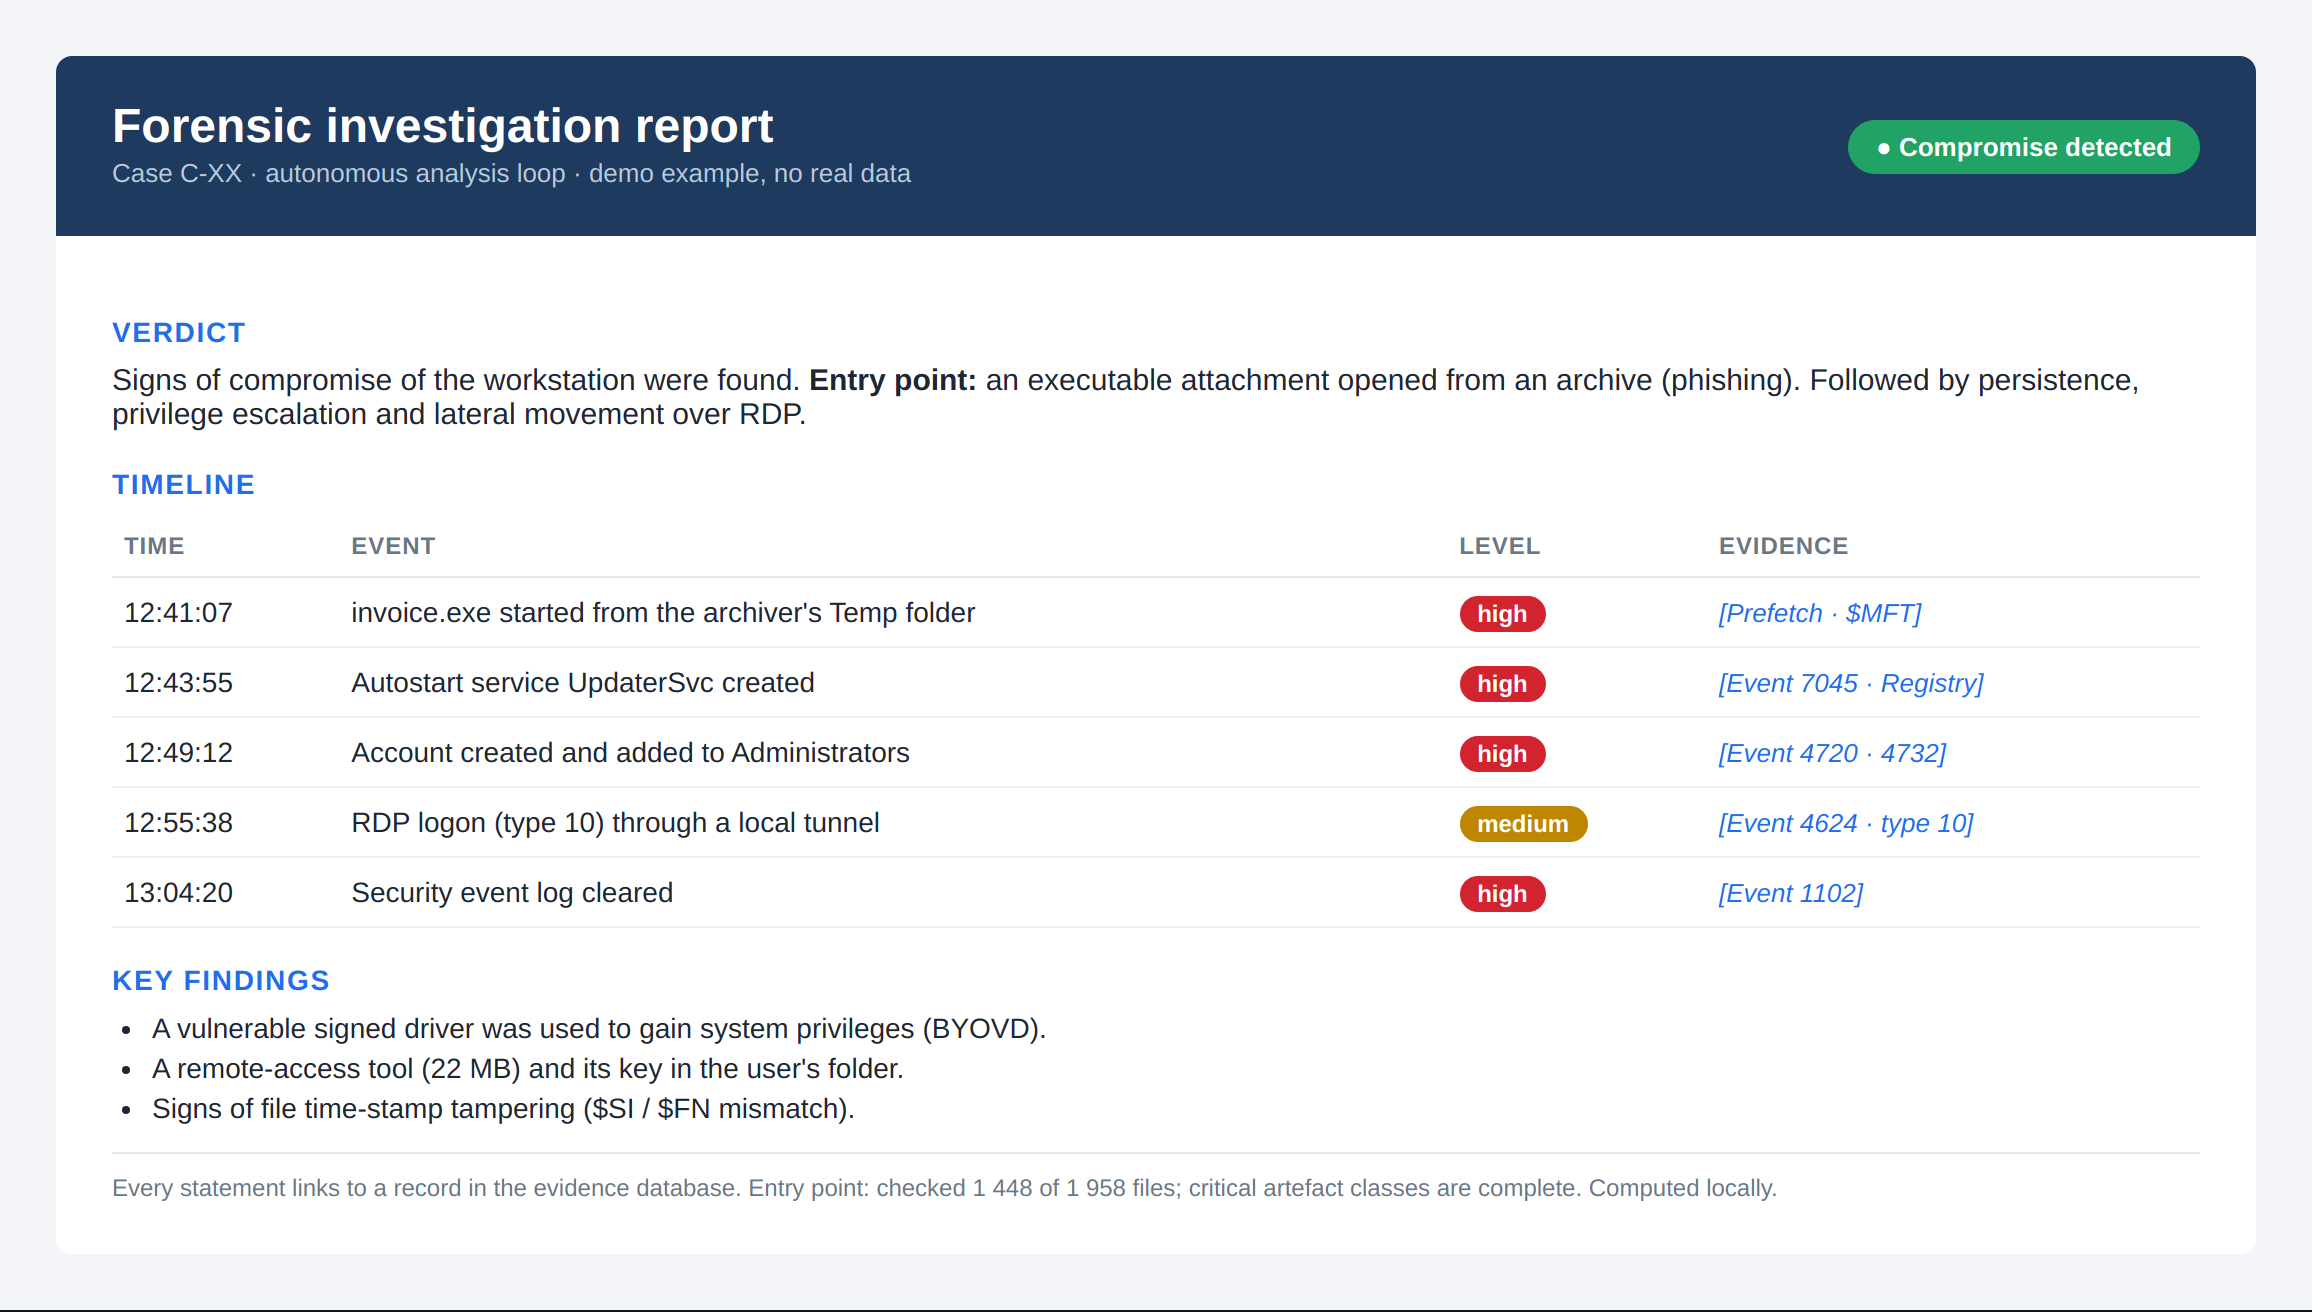 Forensic investigation report
Case C-XX · autonomous analysis loop · demo example, no real data
● Compromise detected
VERDICT
Signs of compromise of the workstation were found. Entry point: an executable attachment opened from an archive (phishing). Followed by persistence,
privilege escalation and lateral movement over RDP.
TIMELINE
TIME EVENT LEVEL EVIDENCE
12:41:07 invoice.exe started from the archiver's Temp folder high [Prefetch · $MFT]
12:43:55 Autostart service UpdaterSvc created high [Event 7045 · Registry]
12:49:12 Account created and added to Administrators high [Event 4720 · 4732]
12:55:38 RDP logon (type 10) through a local tunnel medium [Event 4624 · type 10]
13:04:20 Security event log cleared high [Event 1102]
KEY FINDINGS
• A vulnerable signed driver was used to gain system privileges (BYOVD).
• A remote-access tool (22 MB) and its key in the user's folder.
• Signs of file time-stamp tampering ($SI / $FN mismatch).
Every statement links to a record in the evidence database. Entry point: checked 1 448 of 1 958 files; critical artefact classes are complete. Computed locally.